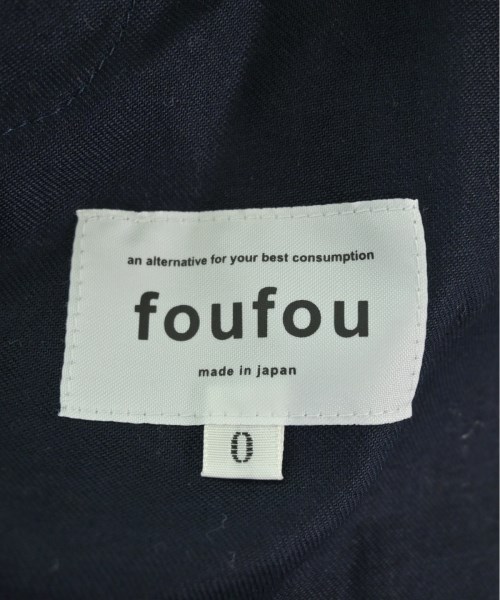 an alternative for your best consumption
foufou
made in japan
0